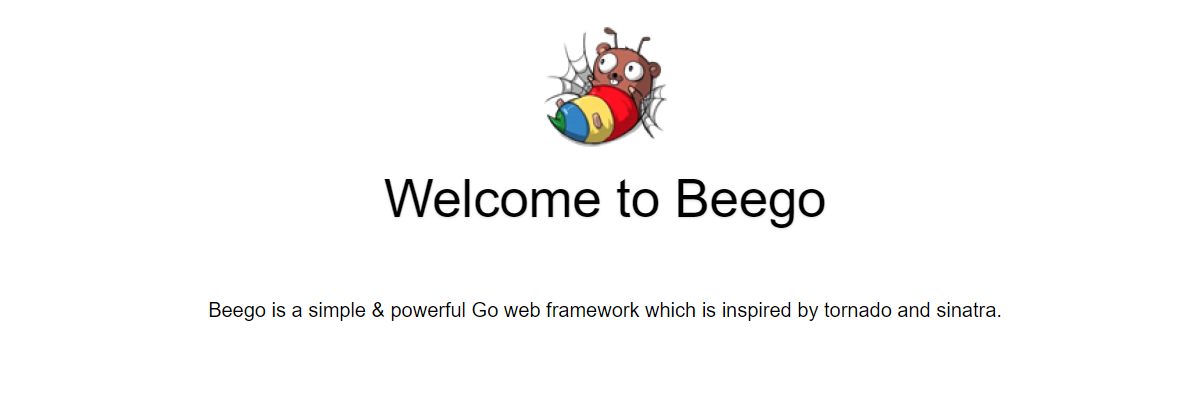 Welcome to Beego
Beego is a simple & powerful Go web framework which is inspired by tornado and sinatra.